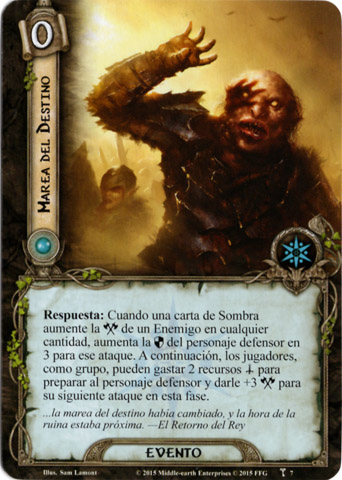 0
MAREA DEL DESTINO
Respuesta: Cuando una carta de Sombra
aumente la de un Enemigo en cualquier
cantidad, aumenta la del personaje defensor en
3 para ese ataque. A continuación, los jugadores,
como grupo, pueden gastar 2 recursos para
preparar al personaje defensor y darle +3 para
su siguiente ataque en esta fase.
...la marea del destino había cambiado, y la hora de la
ruina estaba próxima. —El Retorno del Rey
EVENTO
Illus. Sam Lamont © 2015 Middle-earth Enterprises © 2015 FFG 7